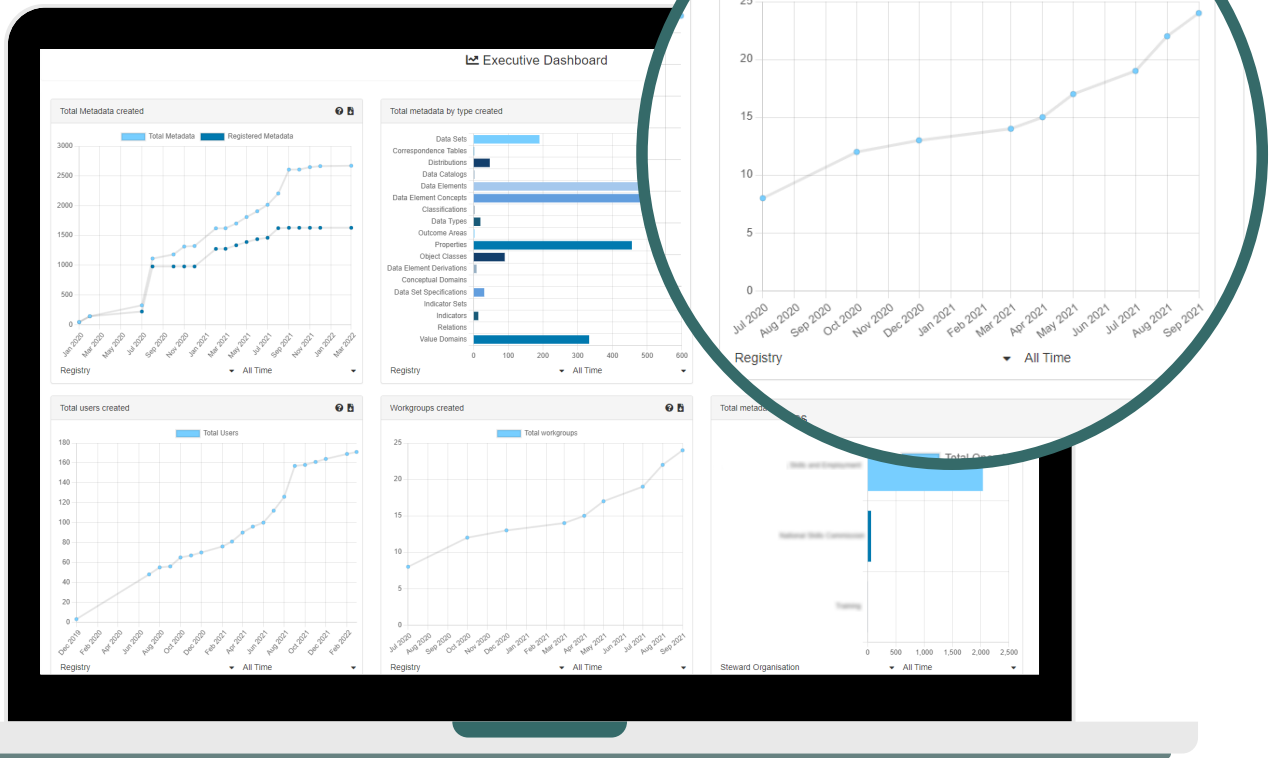 Executive Dashboard
Total Metadata created
Total Metadata
Registered Metadata
3000
2500
2000
1500
1000
500
0
Jan 2020
Mar 2020
May 2020
Jul 2020
Sep 2020
Nov 2020
Jan 2021
Mar 2021
May 2021
Jul 2021
Sep 2021
Nov 2021
Jan 2022
Mar 2022
Registry
All Time
Total metadata by type created
Data Sets
Correspondence Tables
Distributions
Data Catalogs
Data Elements
Data Element Concepts
Classifications
Data Types
Outcome Areas
Properties
Object Classes
Data Element Derivations
Conceptual Domains
Data Set Specifications
Indicator Sets
Indicators
Relations
Value Domains
0 100 200 300 400 500 600
Registry
All Time
25
20
15
10
5
0
Jul 2020
Aug 2020
Sep 2020
Oct 2020
Nov 2020
Dec 2020
Jan 2021
Feb 2021
Mar 2021
Apr 2021
May 2021
Jun 2021
Jul 2021
Aug 2021
Sep 2021
Registry
All Time
Total users created
Total Users
180
160
140
120
100
80
60
40
20
0
Dec 2019
Feb 2020
Apr 2020
Jun 2020
Aug 2020
Oct 2020
Dec 2020
Feb 2021
Apr 2021
Jun 2021
Aug 2021
Oct 2021
Dec 2021
Feb 2022
Registry
All Time
Workgroups created
Total workgroups
25
20
15
10
5
0
Jul 2020
Aug 2020
Sep 2020
Oct 2020
Nov 2020
Dec 2020
Jan 2021
Feb 2021
Mar 2021
Apr 2021
May 2021
Jun 2021
Jul 2021
Aug 2021
Sep 2021
Registry
All Time
Total metada
Total
0 500 1,000 1,500 2,000 2,500
Steward Organisation
All Time